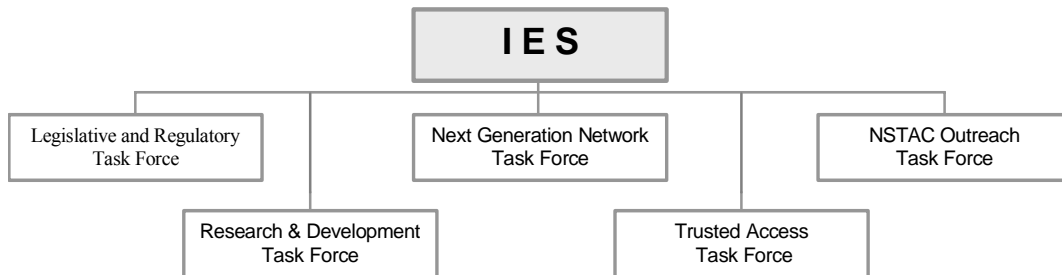 I E S
Legislative and Regulatory
Task Force
Next Generation Network
Task Force
NSTAC Outreach
Task Force
Research & Development
Task Force
Trusted Access
Task Force